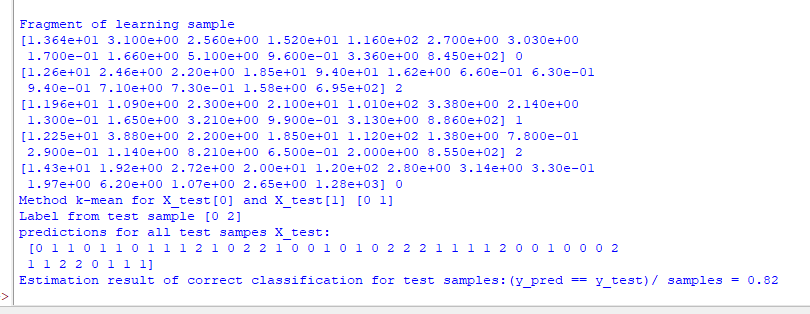 Fragment of learning sample
[1.364e+01 3.100e+00 2.560e+00 1.520e+01 1.160e+02 2.700e+00 3.030e+00
1.700e-01 1.660e+00 5.100e+00 9.600e-01 3.360e+00 8.450e+02] 0
[1.26e+01 2.46e+00 2.20e+00 1.85e+01 9.40e+01 1.62e+00 6.60e-01 6.30e-01
9.40e-01 7.10e+00 7.30e-01 1.58e+00 6.95e+02] 2
[1.196e+01 1.090e+00 2.300e+00 2.100e+01 1.010e+02 3.380e+00 2.140e+00
1.300e-01 1.650e+00 3.210e+00 9.900e-01 3.130e+00 8.860e+02] 1
[1.225e+01 3.880e+00 2.200e+00 1.850e+01 1.120e+02 1.380e+00 7.800e-01
2.900e-01 1.140e+00 8.210e+00 6.500e-01 2.000e+00 8.550e+02] 2
[1.43e+01 1.92e+00 2.72e+00 2.00e+01 1.20e+02 2.80e+00 3.14e+00 3.30e-01
1.97e+00 6.20e+00 1.07e+00 2.65e+00 1.28e+03] 0
Method k-mean for X_test[0] and X_test[1] [0 1]
Label from test sample [0 2]
predictions for all test sampes X_test:
[0 1 1 0 1 1 0 1 1 1 2 1 0 2 2 1 0 0 1 0 1 0 2 2 2 1 1 1 1 2 0 0 1 0 0 0 2
1 1 2 2 0 1 1 1]
Estimation result of correct classification for test samples:(y_pred == y_test)/ samples = 0.82
>